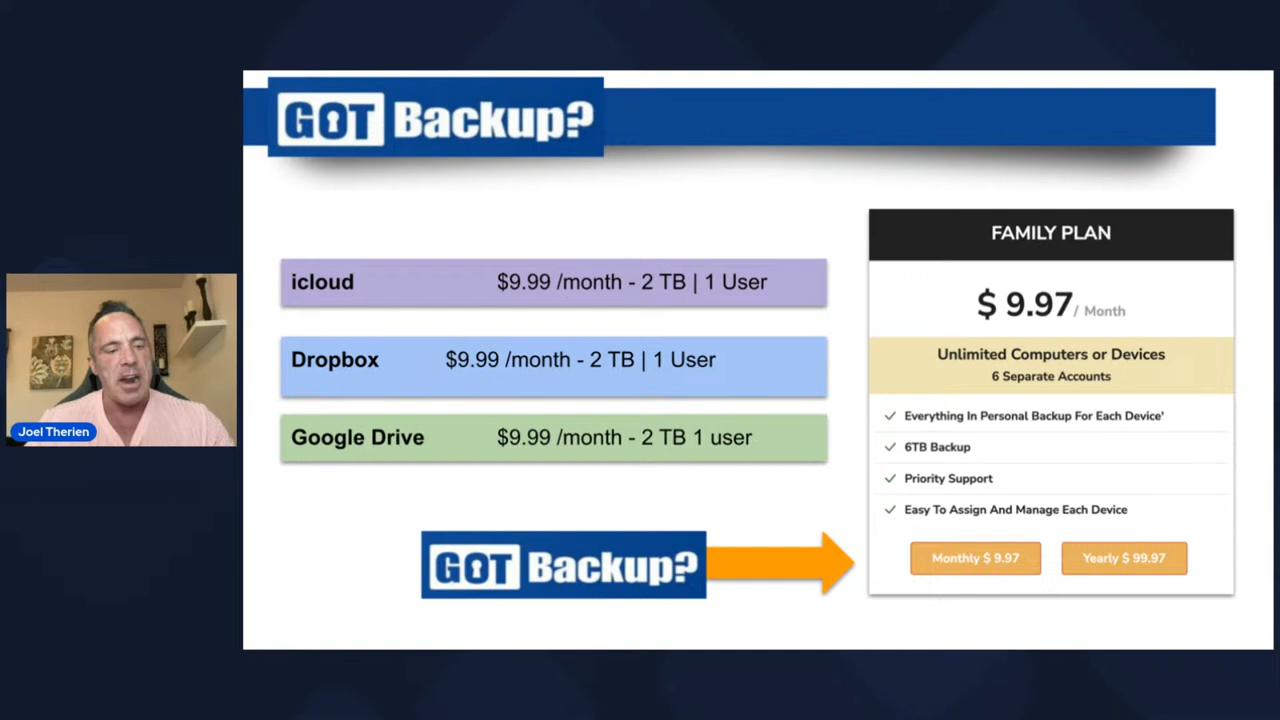 GOT Backup?
icloud $9.99 /month - 2 TB | 1 User
Dropbox $9.99 /month - 2 TB | 1 User
Google Drive $9.99 /month - 2 TB 1 user
GOT Backup?
FAMILY PLAN
$ 9.97 / Month
Unlimited Computers or Devices
6 Separate Accounts
Everything In Personal Backup For Each Device'
6TB Backup
Priority Support
Easy To Assign And Manage Each Device
Monthly $ 9.97 Yearly $ 99.97
Joel Therien